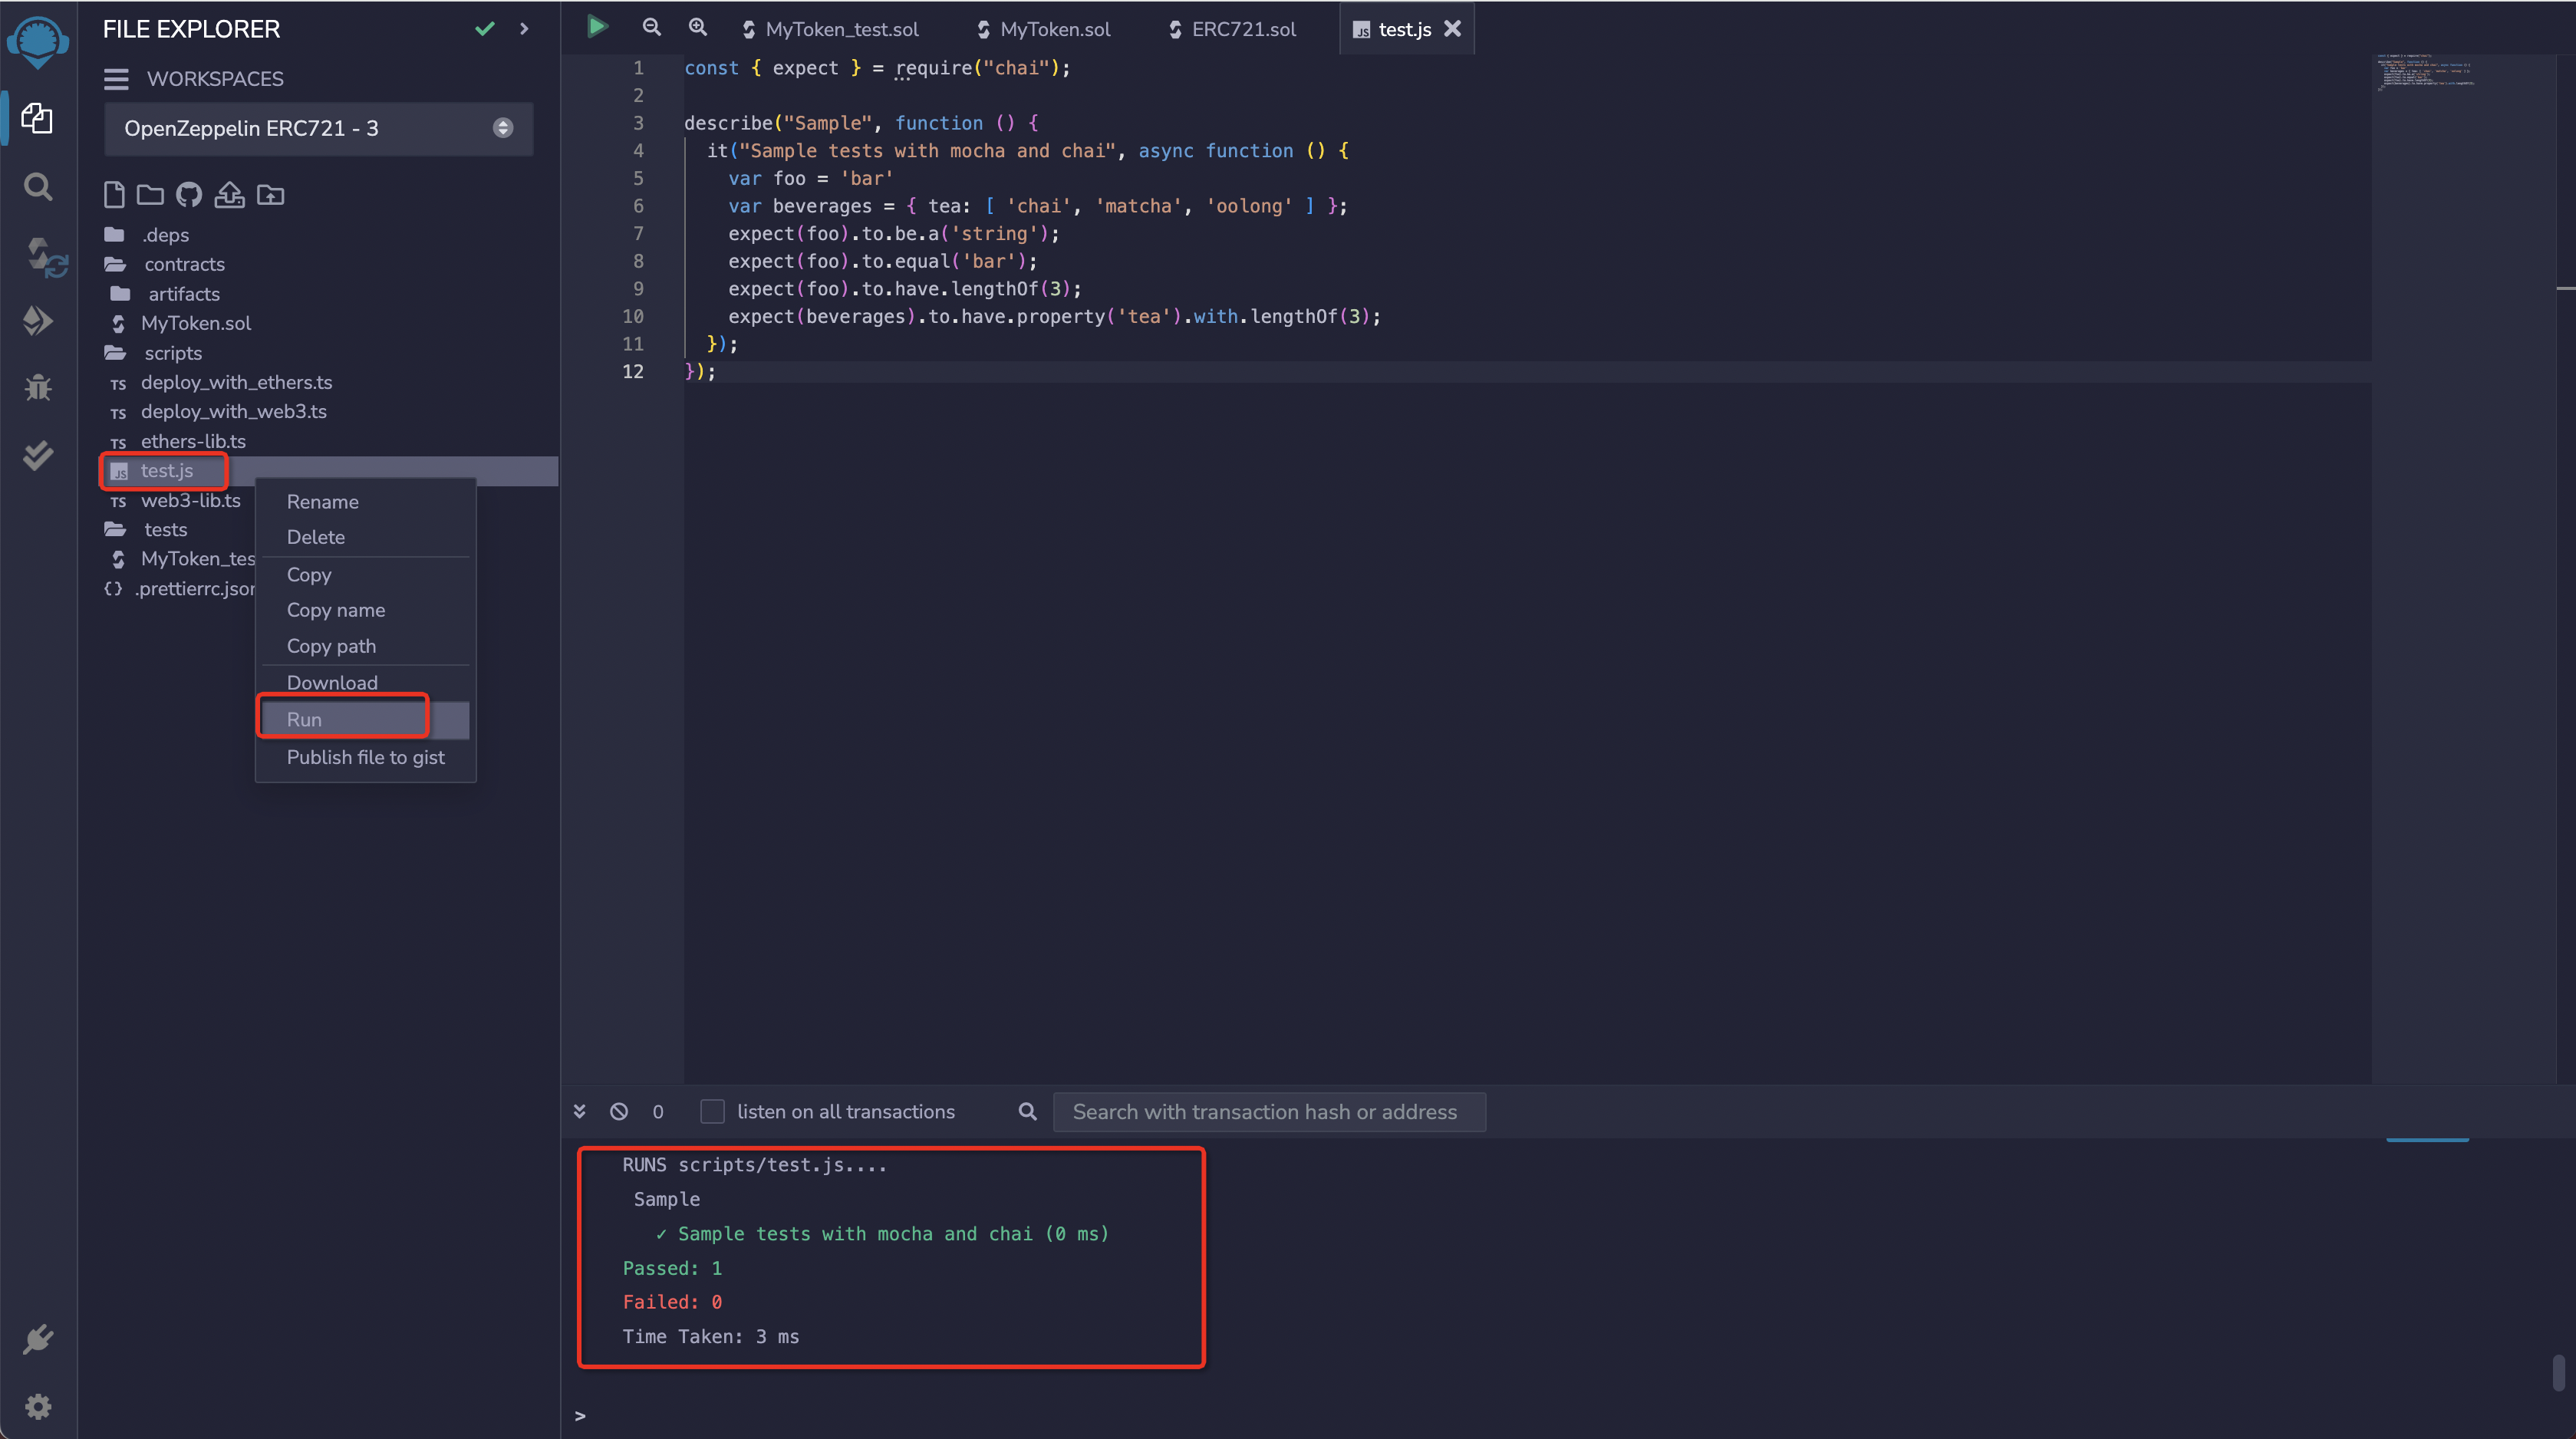 FILE EXPLORER
WORKSPACES
OpenZeppelin ERC721 - 3
.deps
contracts
artifacts
MyToken.sol
scripts
TS deploy_with_ethers.ts
TS deploy_with_web3.ts
TS ethers-lib.ts
JS test.js
TS web3-lib.ts
tests
MyToken_tes
{} .prettierrc.json
Rename
Delete
Copy
Copy name
Copy path
Download
Run
Publish file to gist
MyToken_test.sol
MyToken.sol
ERC721.sol
JS test.js
1 const { expect } = require("chai");
2
3 describe("Sample", function () {
4 it("Sample tests with mocha and chai", async function () {
5 var foo = 'bar'
6 var beverages = { tea: [ 'chai', 'matcha', 'oolong' ] };
7 expect(foo).to.be.a('string');
8 expect(foo).to.equal('bar');
9 expect(foo).to.have.lengthOf(3);
10 expect(beverages).to.have.property('tea').with.lengthOf(3);
11 });
12 });
0 listen on all transactions
Search with transaction hash or address
RUNS scripts/test.js....
Sample
✓ Sample tests with mocha and chai (0 ms)
Passed: 1
Failed: 0
Time Taken: 3 ms
>